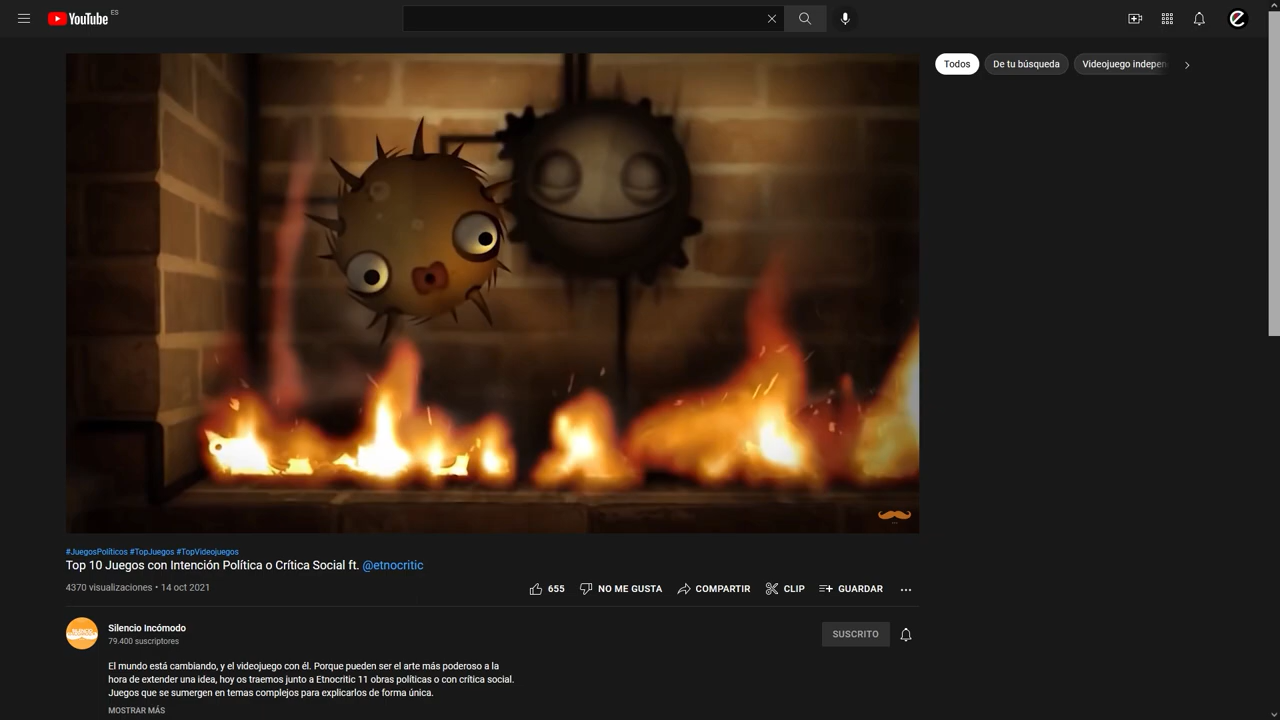 YouTube ES
Todos De tu búsqueda Videojuego indepen
#JuegosPolíticos #TopJuegos #TopVideojuegos
Top 10 Juegos con Intención Política o Crítica Social ft. @etnocritic
4370 visualizaciones • 14 oct 2021
655 NO ME GUSTA COMPARTIR CLIP GUARDAR
Silencio Incómodo
79.400 suscriptores
SUSCRITO
El mundo está cambiando, y el videojuego con él. Porque pueden ser el arte más poderoso a la
hora de extender una idea, hoy os traemos junto a Etnocritic 11 obras políticas o con crítica social.
Juegos que se sumergen en temas complejos para explicarlos de forma única.
MOSTRAR MÁS